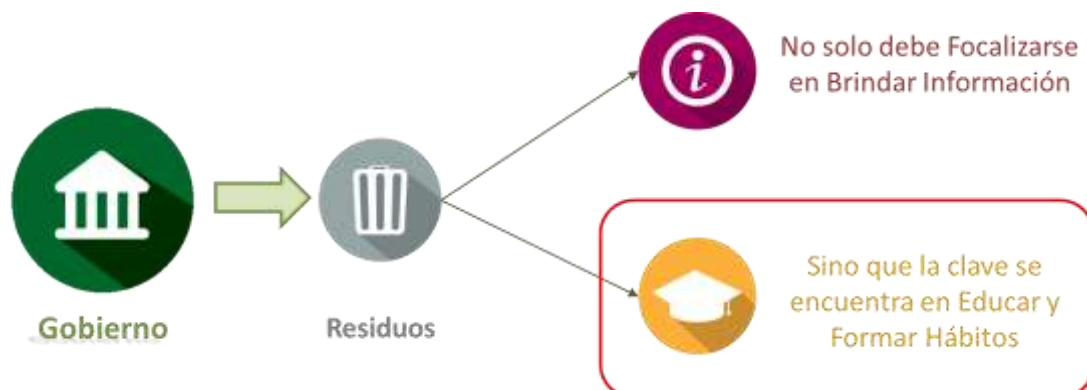 No solo debe Focalizarse
en Brindar Información
Gobierno
Residuos
Sino que la clave se
encuentra en Educar y
Formar Hábitos